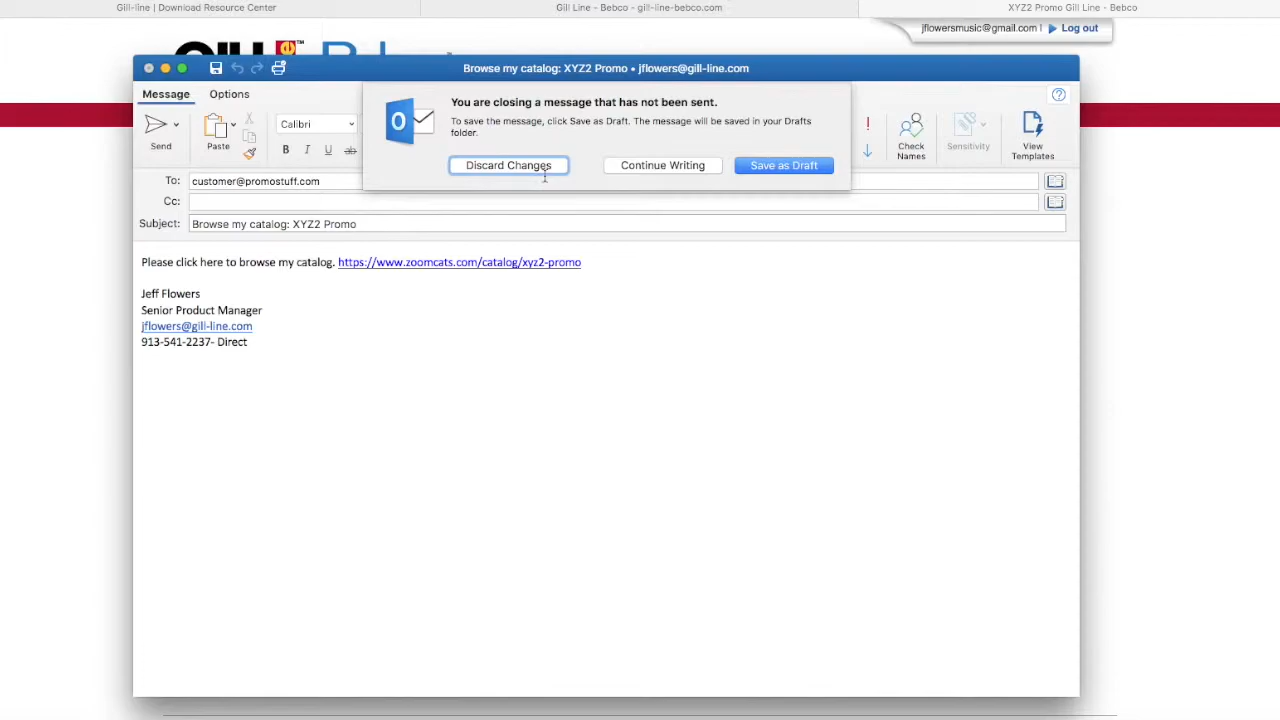 Gill-line | Download Resource Center
Gill Line - Bebco - gill-line-bebco.com
XYZ2 Promo Gill Line - Bebco
jflowersmusic@gmail.com | Log out
Browse my catalog: XYZ2 Promo • jflowers@gill-line.com
Message Options
You are closing a message that has not been sent.
To save the message, click Save as Draft. The message will be saved in your Drafts
folder.
Discard Changes Continue Writing Save as Draft
Send
Paste
Calibri
B I U ab
Check
Names
Sensitivity
View
Templates
To: customer@promostuff.com
Cc:
Subject: Browse my catalog: XYZ2 Promo
Please click here to browse my catalog. https://www.zoomcats.com/catalog/xyz2-promo
Jeff Flowers
Senior Product Manager
jflowers@gill-line.com
913-541-2237- Direct